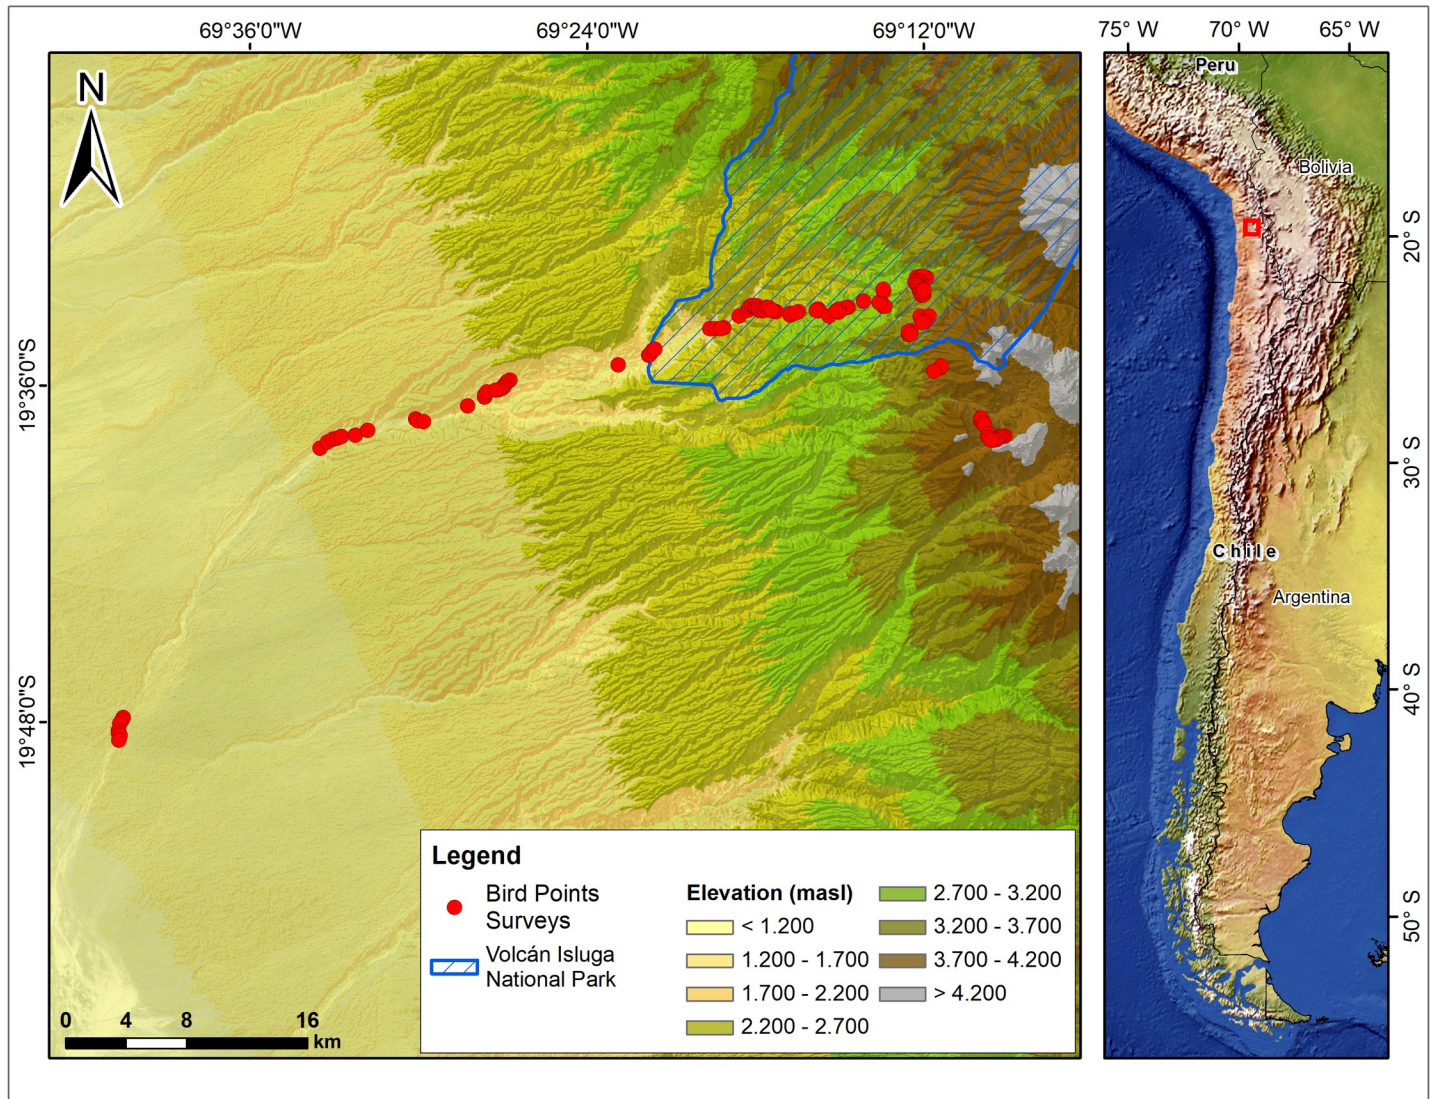 69°36'0"W
69°24'0"W
69°12'0"W
75° W
70° W
65° W
N
19°36'0"S
19°48'0"S
Peru
Bolivia
Chile
Argentina
20° S
30° S
40° S
50° S
Legend
Bird Points
Surveys
Volcán Isluga
National Park
Elevation (masl)
< 1.200
1.200 - 1.700
1.700 - 2.200
2.200 - 2.700
2.700 - 3.200
3.200 - 3.700
3.700 - 4.200
> 4.200
0 4 8 16
km